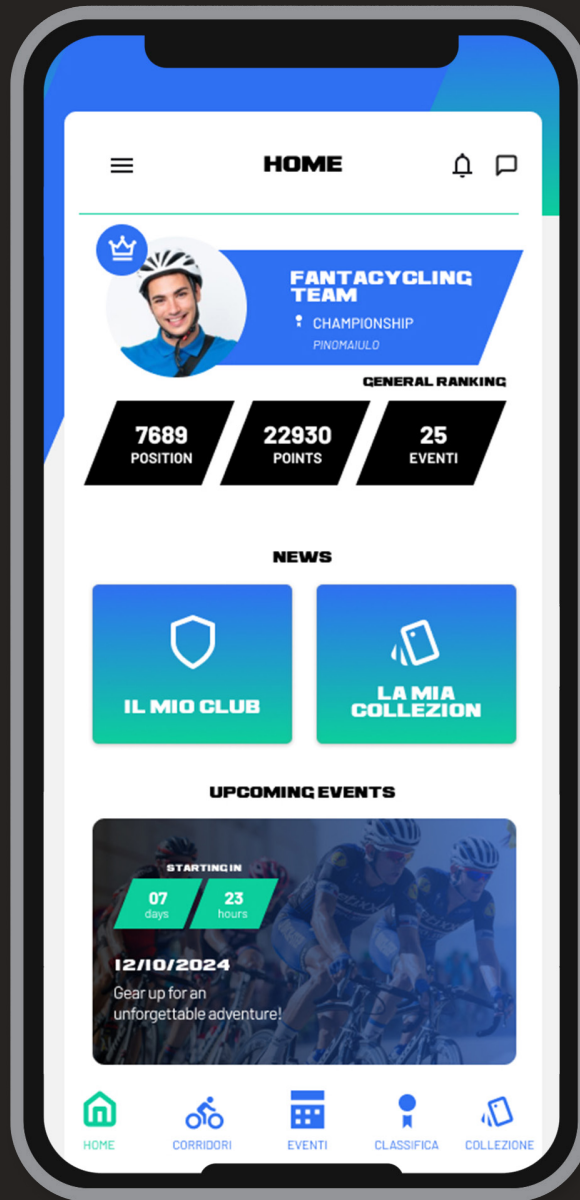 HOME
FANTACYCLING
TEAM
CHAMPIONSHIP
PINOMAIULO
GENERAL RANKING
7689 22930 25
POSITION POINTS EVENTI
NEWS
IL MIO CLUB
LA MIA
COLLEZION
UPCOMING EVENTS
STARTING IN
07 23
days hours
12/10/2024
Gear up for an
unforgettable adventure!
HOME CORRIDORI EVENTI CLASSIFICA COLLEZIONE